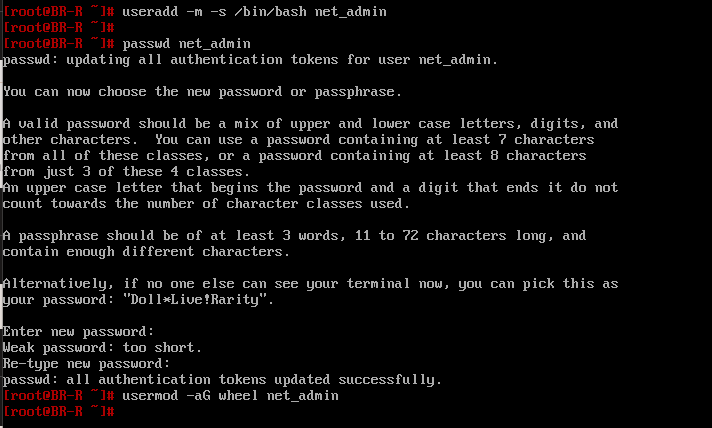 [root@BR-R ~]# useradd -m -s /bin/bash net_admin
[root@BR-R ~]#
[root@BR-R ~]# passwd net_admin
passwd: updating all authentication tokens for user net_admin.
You can now choose the new password or passphrase.
A valid password should be a mix of upper and lower case letters, digits, and
other characters.  You can use a password containing at least 7 characters
from all of these classes, or a password containing at least 8 characters
from just 3 of these 4 classes.
An upper case letter that begins the password and a digit that ends it do not
count towards the number of character classes used.
A passphrase should be of at least 3 words, 11 to 72 characters long, and
contain enough different characters.
Alternatively, if no one else can see your terminal now, you can pick this as
your password: "Doll*Live!Rarity".
Enter new password:
Weak password: too short.
Re-type new password:
passwd: all authentication tokens updated successfully.
[root@BR-R ~]# usermod -aG wheel net_admin
[root@BR-R ~]#